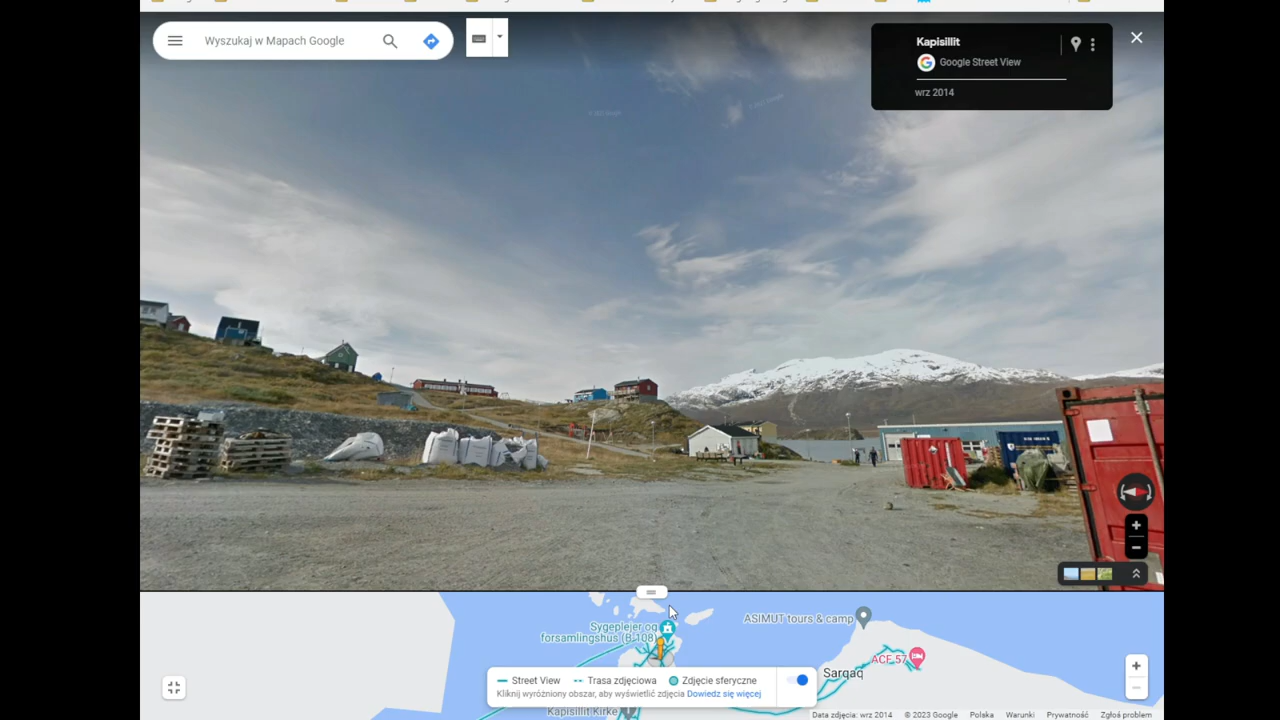 Wyszukaj w Mapach Google
Kapisillit
Google Street View
wrz 2014
Sygeplejer og
forsamlingshus (B-108)
ASIMUT tours & camp
ACF 57
Sarqaq
Street View
Trasa zdjęciowa
Zdjęcie sferyczne
Kliknij wyróżniony obszar, aby wyświetlić zdjęcia Dowiedz się więcej
Kapisillit Kirke
Data zdjęcia: wrz 2014 © 2023 Google Polska Warunki Prywatność Zgłoś problem